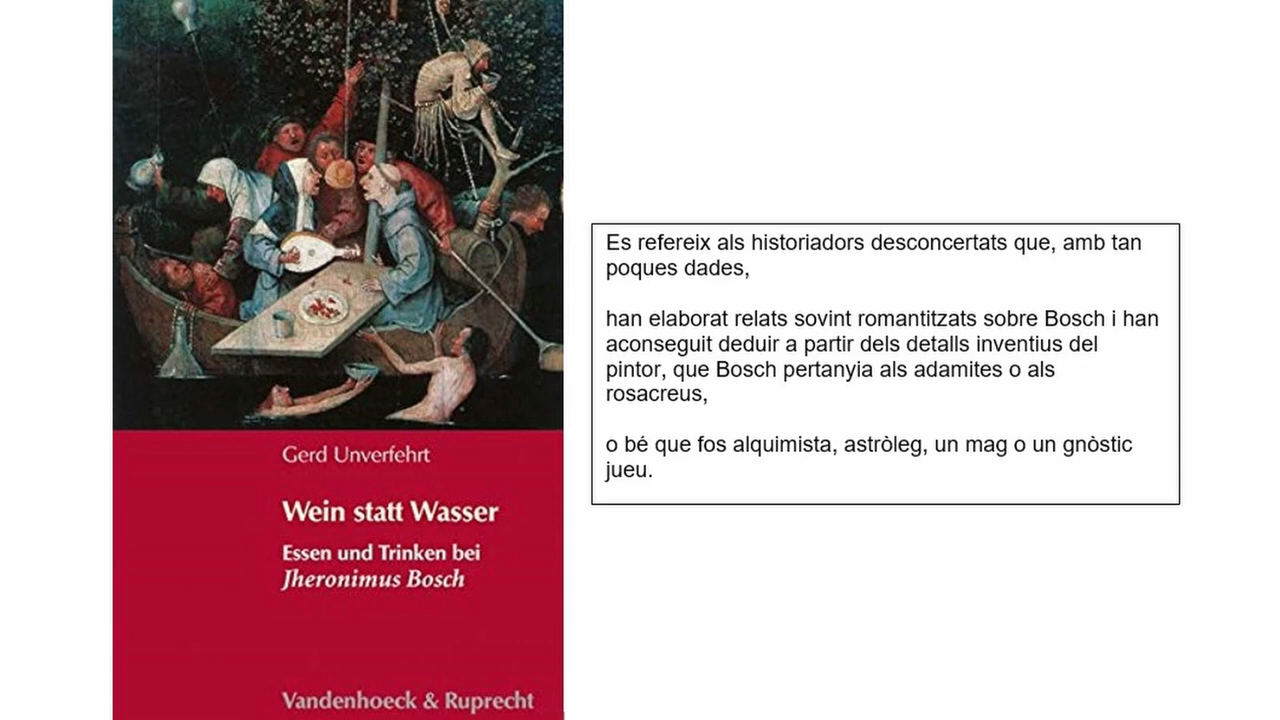 Gerd Unverfehrt
Wein statt Wasser
Essen und Trinken bei
Jheronimus Bosch
Vandenhoeck & Ruprecht
Es refereix als historiadors desconcertats que, amb tan
poques dades,
han elaborat relats sovint romantitzats sobre Bosch i han
aconseguit deduir a partir dels detalls inventius del
pintor, que Bosch pertanyia als adamites o als
rosacreus,
o bé que fos alquimista, astròleg, un mag o un gnòstic
jueu.